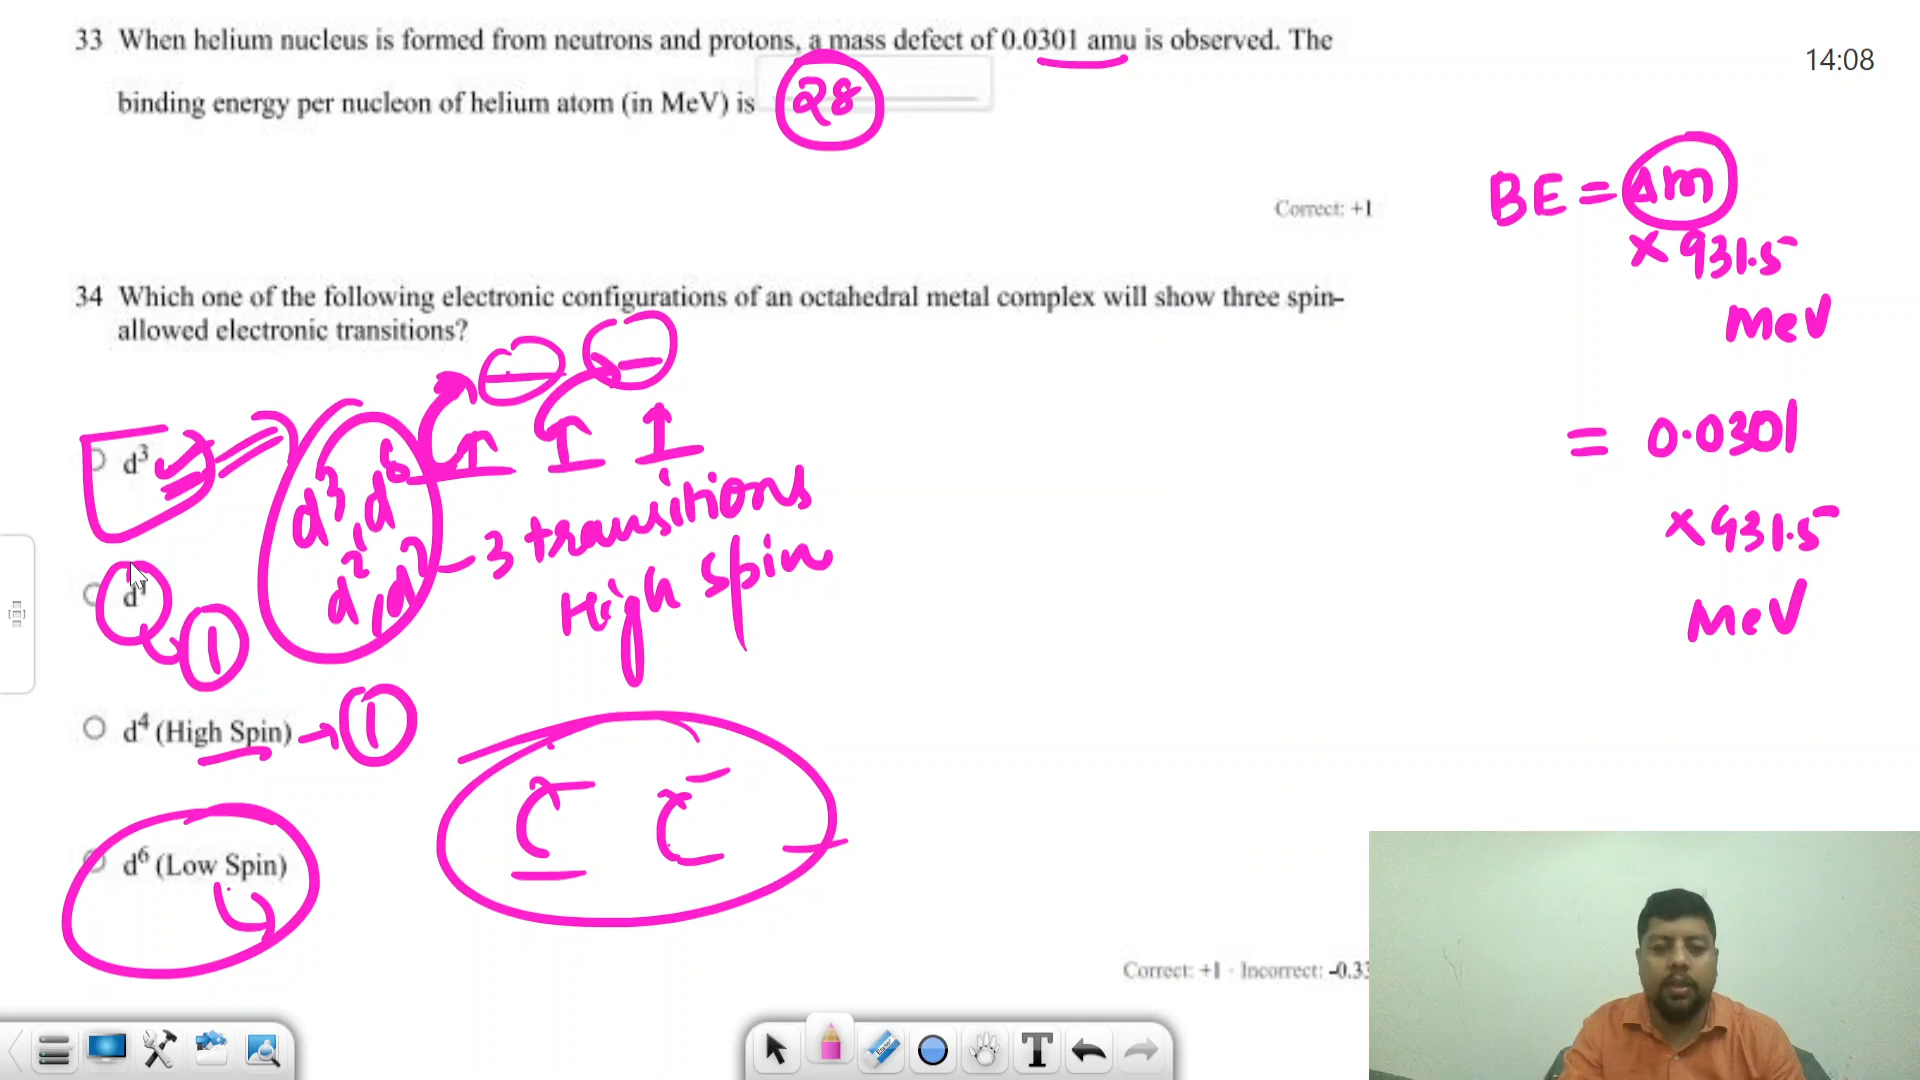 33 When helium nucleus is formed from neutrons and protons, a mass defect of 0.0301 amu is observed. The
binding energy per nucleon of helium atom (in MeV) is 28
14:08
Correct: +1
BE = Δm
× 931.5
MeV
= 0.0301
× 931.5
MeV
34 Which one of the following electronic configurations of an octahedral metal complex will show three spin-
allowed electronic transitions?
d³
d³, d⁸
d², d⁷ - 3 transitions
High Spin
1
d⁴ (High Spin) → 1
d⁶ (Low Spin)
Correct: +1 · Incorrect: -0.33
Eraser
T